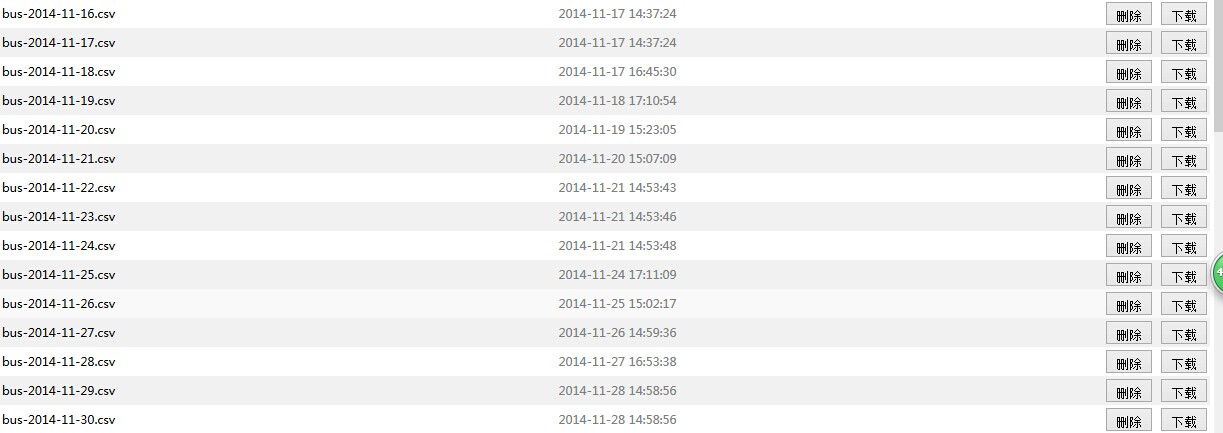 bus-2014-11-16.csv 2014-11-17 14:37:24 删除 下载
bus-2014-11-17.csv 2014-11-17 14:37:24 删除 下载
bus-2014-11-18.csv 2014-11-17 16:45:30 删除 下载
bus-2014-11-19.csv 2014-11-18 17:10:54 删除 下载
bus-2014-11-20.csv 2014-11-19 15:23:05 删除 下载
bus-2014-11-21.csv 2014-11-20 15:07:09 删除 下载
bus-2014-11-22.csv 2014-11-21 14:53:43 删除 下载
bus-2014-11-23.csv 2014-11-21 14:53:46 删除 下载
bus-2014-11-24.csv 2014-11-21 14:53:48 删除 下载
bus-2014-11-25.csv 2014-11-24 17:11:09 删除 下载
bus-2014-11-26.csv 2014-11-25 15:02:17 删除 下载
bus-2014-11-27.csv 2014-11-26 14:59:36 删除 下载
bus-2014-11-28.csv 2014-11-27 16:53:38 删除 下载
bus-2014-11-29.csv 2014-11-28 14:58:56 删除 下载
bus-2014-11-30.csv 2014-11-28 14:58:56 删除 下载